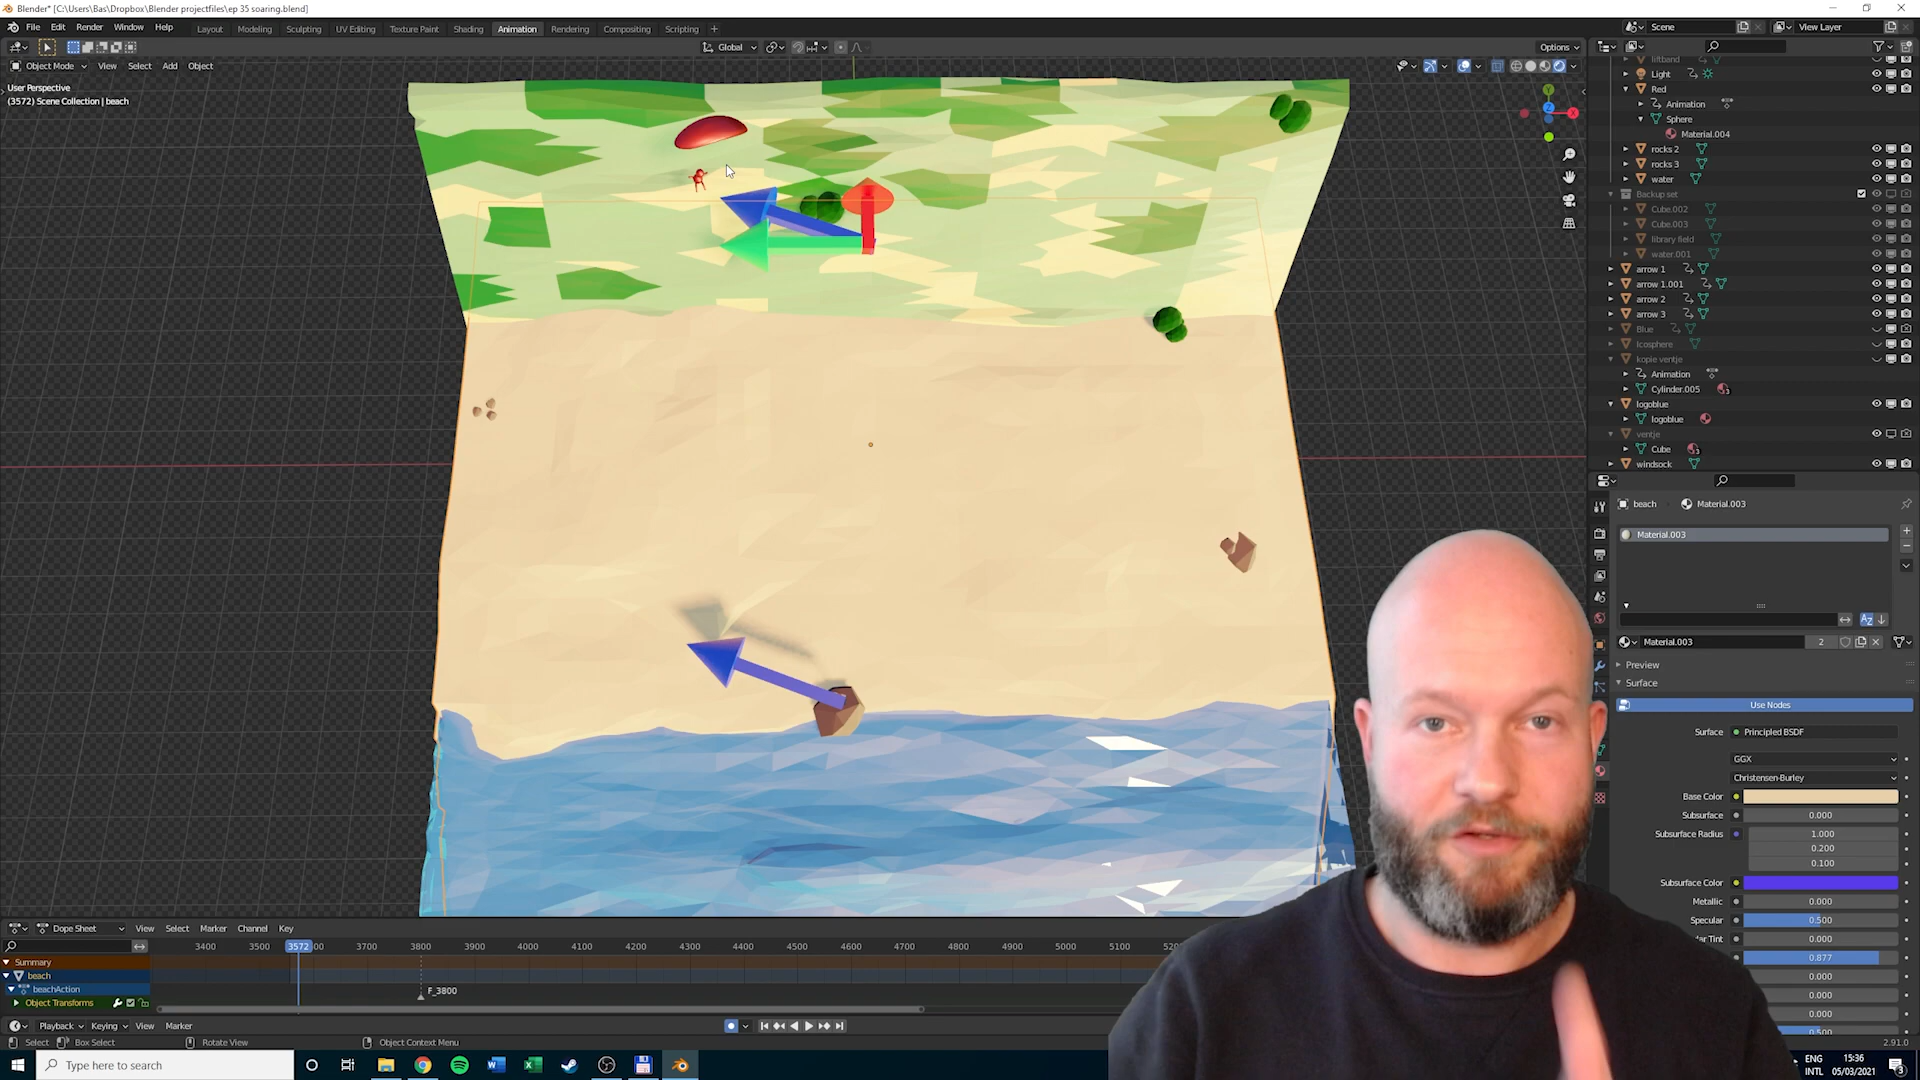 Blender* [C:\Users\Bas\Dropbox\Blender projectfiles\ep 35 soaring.blend]
File Edit Render Window Help Layout Modeling Sculpting UV Editing Texture Paint Shading Animation Rendering Compositing Scripting + Scene View Layer
Global Options
Object Mode View Select Add Object
User Perspective
(3572) Scene Collection | beach
liftband
Light
Red
Animation
Sphere
Material.004
rocks 2
rocks 3
water
Backup set
Cube.002
Cube.003
library field
water.001
arrow 1
arrow 1.001
arrow 2
arrow 3
Blue
Icosphere
kopie ventje
Animation
Cylinder.005
logoblue
logoblue
ventje
Cube
windsock
beach Material.003
Material.003
Material.003 2
Preview
Surface
Use Nodes
Surface Principled BSDF
GGX
Christensen-Burley
Base Color
Subsurface 0.000
Subsurface Radius 1.000
0.200
0.100
Subsurface Color
Metallic 0.000
Specular 0.500
Tint 0.000
0.877
0.000
0.000
0.000
0.500
Dope Sheet View Select Marker Channel Key
3400 3500 3572 3700 3800 3900 4000 4100 4200 4300 4400 4500 4600 4700 4800 4900 5000 5100
Summary
beach
beachAction
Object Transforms
F_3800
Playback Keying View Marker
Select Box Select Rotate View Object Context Menu 2.91.0
Type here to search
ENG
INTL
15:36
05/03/2021